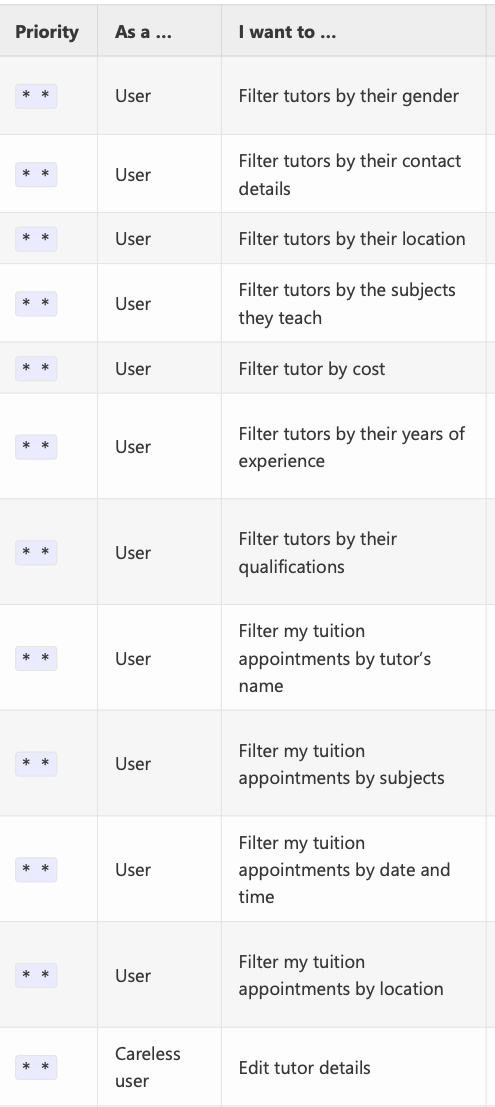 Priority As a … I want to …
* * User Filter tutors by their gender
* * User Filter tutors by their contact
details
* * User Filter tutors by their location
* * User Filter tutors by the subjects
they teach
* * User Filter tutor by cost
* * User Filter tutors by their years of
experience
* * User Filter tutors by their
qualifications
* * User Filter my tuition
appointments by tutor’s
name
* * User Filter my tuition
appointments by subjects
* * User Filter my tuition
appointments by date and
time
* * User Filter my tuition
appointments by location
* * Careless
user Edit tutor details